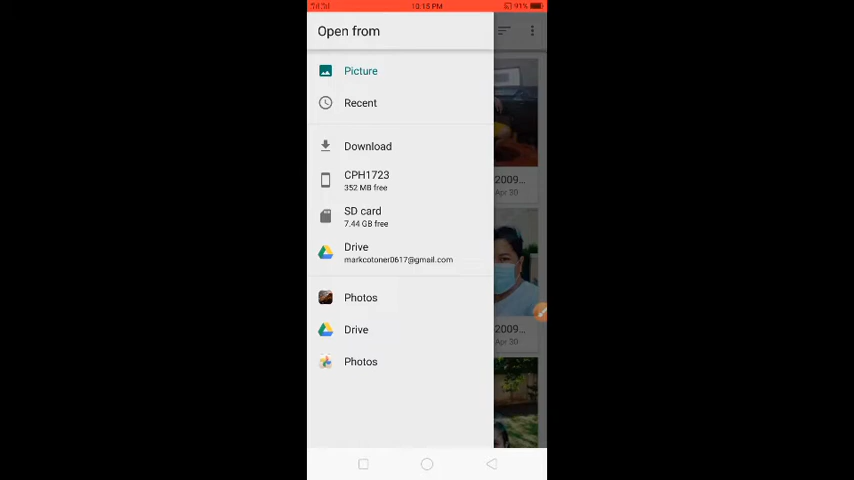 10:15 PM
91%
Open from
Picture
Recent
Download
CPH1723
352 MB free
SD card
7.44 GB free
Drive
markcotoner0617@gmail.com
Photos
Drive
Photos
2009...
Apr 30
2009...
Apr 30